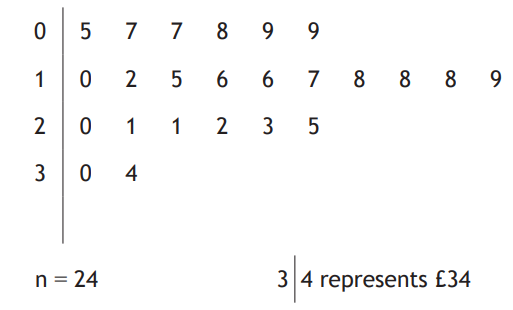 0 | 5 7 7 8 9 9
1 | 0 2 5 6 6 7 8 8 8 9
2 | 0 1 1 2 3 5
3 | 0 4
n = 24 3 | 4 represents £34